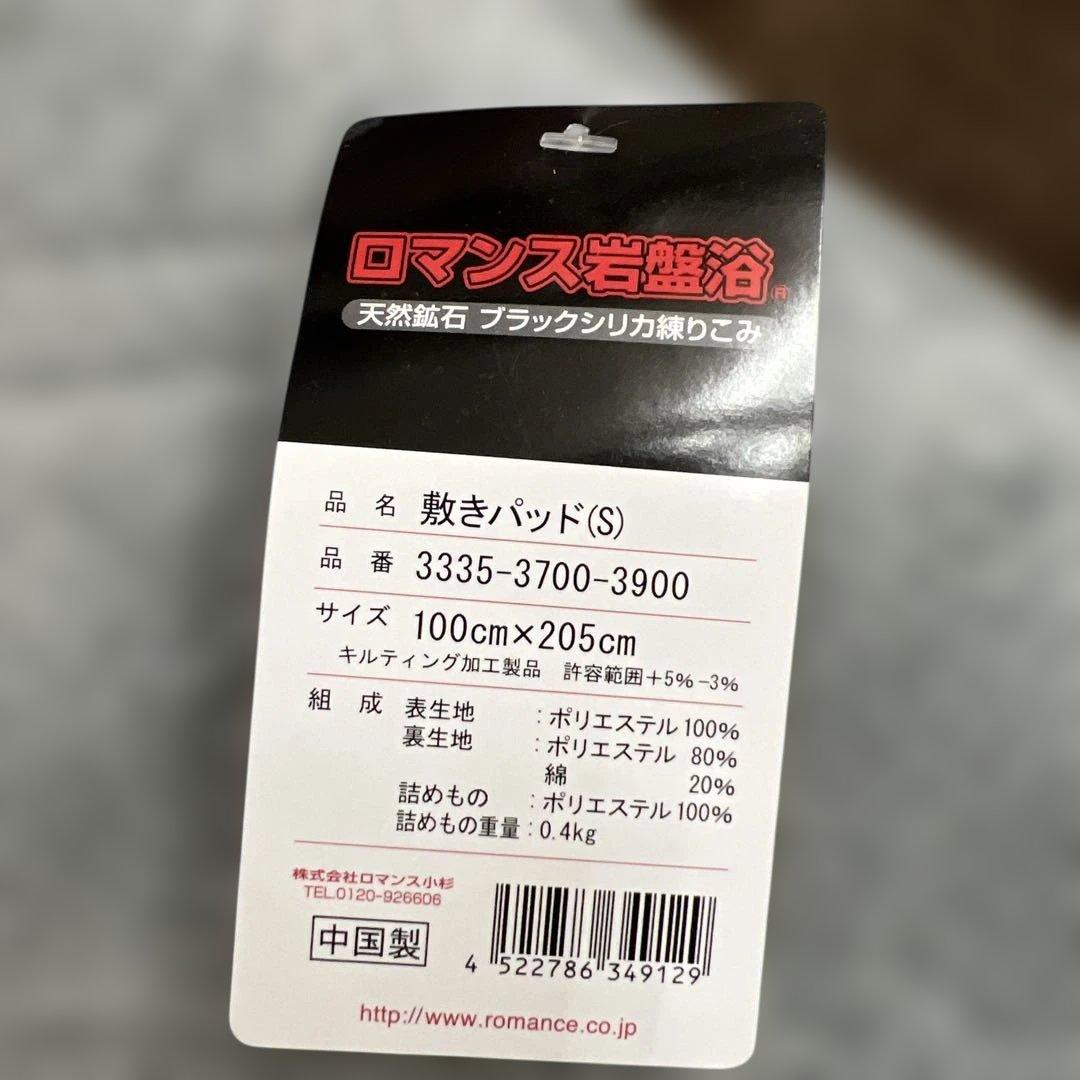 ロマンス岩盤浴®
天然鉱石 ブラックシリカ練りこみ
品 名 敷きパッド(S)
品 番 3335-3700-3900
サイズ 100cm×205cm
キルティング加工製品 許容範囲+5%-3%
組 成 表生地 :ポリエステル100%
裏生地 :ポリエステル 80%
綿 20%
詰めもの :ポリエステル100%
詰めもの重量:0.4kg
株式会社ロマンス小杉
TEL.0120-926606
中国製
4 522786 349129
http://www.romance.co.jp